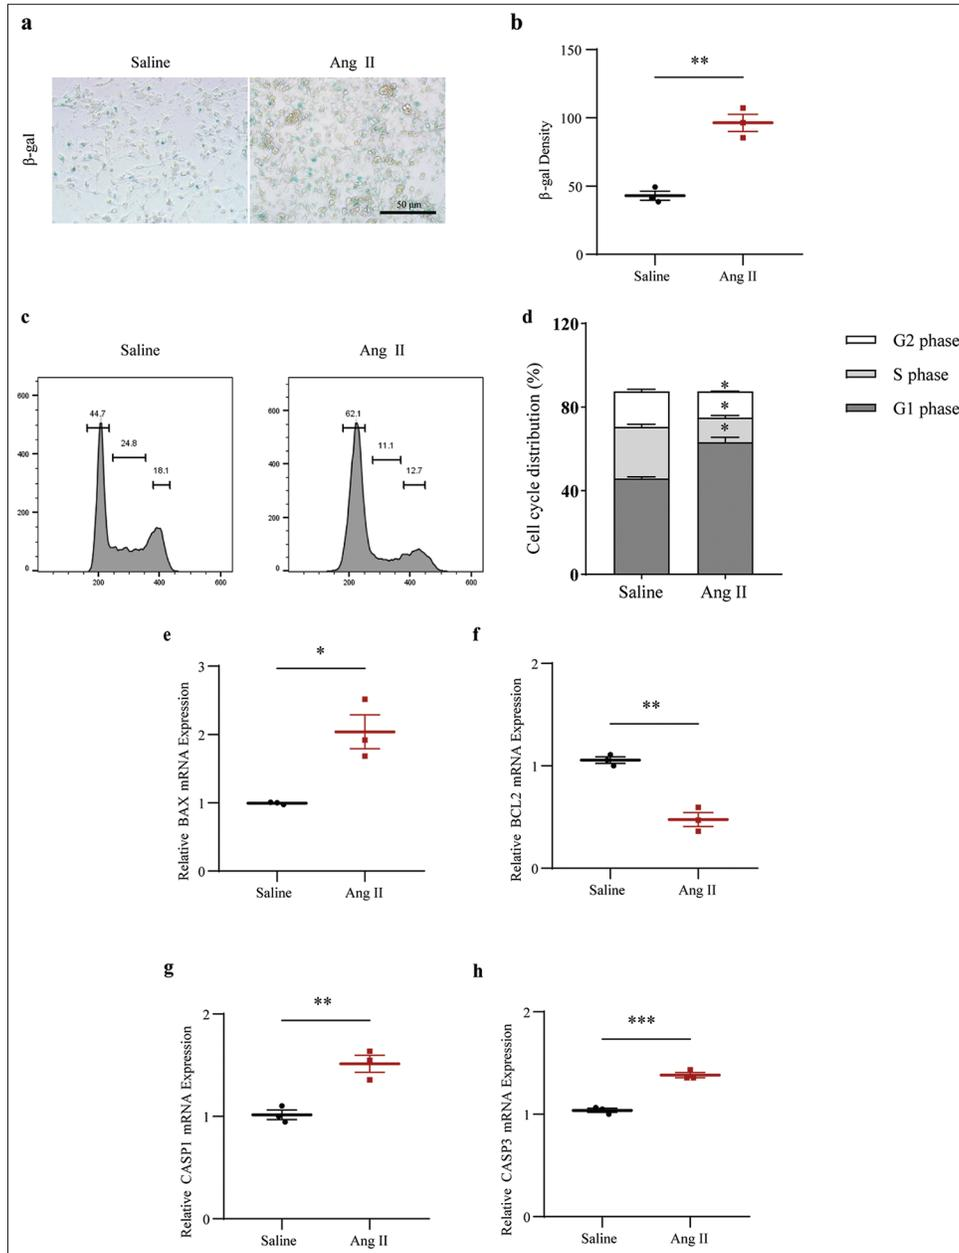 a
Saline
Ang II
β-gal
50 μm
b
150
100
50
0
β-gal Density
**
Saline
Ang II
c
Saline
600
400
200
0
44.7
24.8
18.1
200
400
600
Ang II
600
400
200
0
62.1
11.1
12.7
200
400
600
d
120
80
40
0
Cell cycle distribution (%)
*
*
*
Saline
Ang II
G2 phase
S phase
G1 phase
e
3
2
1
0
Relative BAX mRNA Expression
*
Saline
Ang II
f
2
1
0
Relative BCL2 mRNA Expression
**
Saline
Ang II
g
2
1
0
Relative CASP1 mRNA Expression
**
Saline
Ang II
h
2
1
0
Relative CASP3 mRNA Expression
***
Saline
Ang II